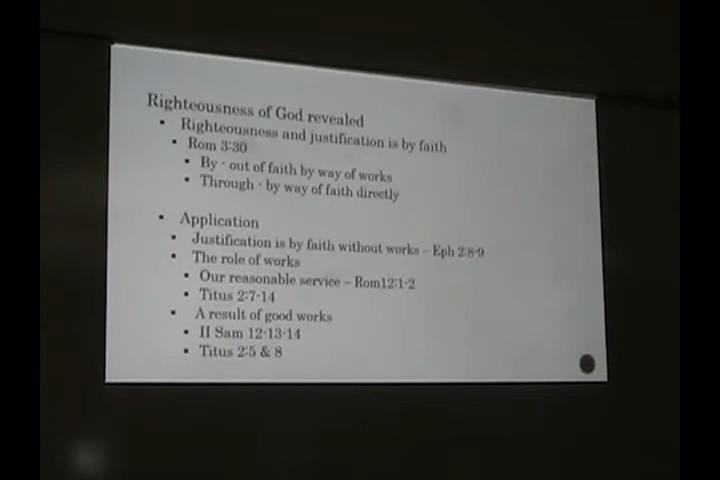 Righteousness of God revealed
▪ Righteousness and justification is by faith
▪ Rom 3:30
▪ By - out of faith by way of works
▪ Through - by way of faith directly
▪ Application
▪ Justification is by faith without works – Eph 2:8-9
▪ The role of works
▪ Our reasonable service – Rom12:1-2
▪ Titus 2:7-14
▪ A result of good works
▪ II Sam 12-13-14
▪ Titus 2:5 & 8